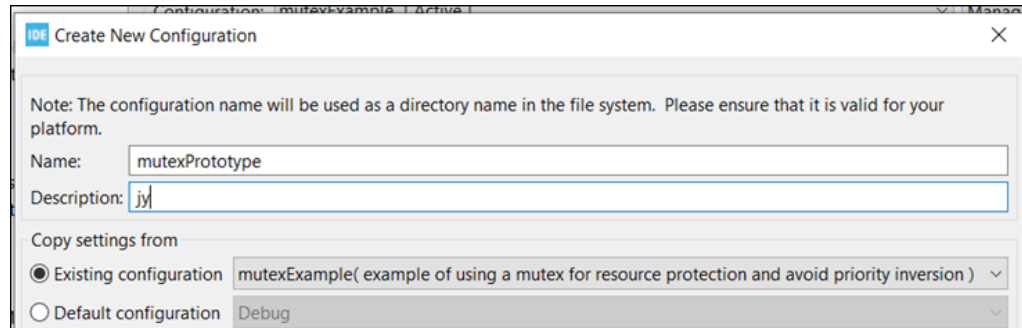 Configuration: mutexExample [ Active ] Manag
IDE Create New Configuration
Note: The configuration name will be used as a directory name in the file system. Please ensure that it is valid for your
platform.
Name: mutexPrototype
Description: jy
Copy settings from
Existing configuration mutexExample( example of using a mutex for resource protection and avoid priority inversion )
Default configuration Debug